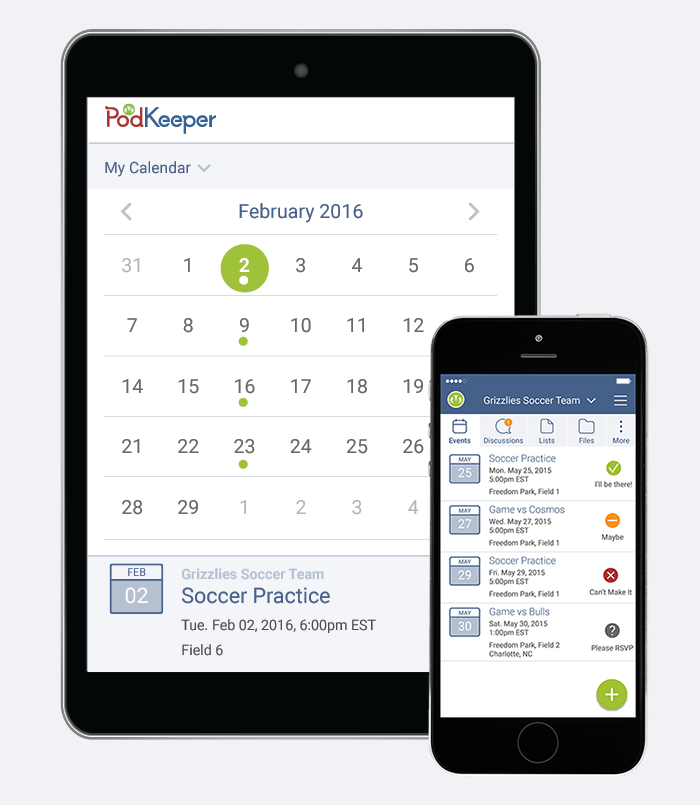 PodKeeper
My Calendar
February 2016
31 1 2 3 4 5 6
7 8 9 10 11 12
14 15 16 17 18 19
21 22 23 24 25 26
28 29 1 2 3 4
FEB
02
Grizzlies Soccer Team
Soccer Practice
Tue. Feb 02, 2016, 6:00pm EST
Field 6
Grizzlies Soccer Team
Events
Discussions
1
Lists
Files
More
MAY
25
Soccer Practice
Mon. May 25, 2015
5:00pm EST
Freedom Park, Field 1
I'll be there!
MAY
27
Game vs Cosmos
Wed. May 27, 2015
5:00pm EST
Freedom Park, Field 1
Maybe
MAY
29
Soccer Practice
Fri. May 29, 2015
5:00pm EST
Freedom Park, Field 1
Can't Make It
MAY
30
Game vs Bulls
Sat. May 30, 2015
1:00pm EST
Freedom Park, Field 2
Charlotte, NC
?
Please RSVP
+